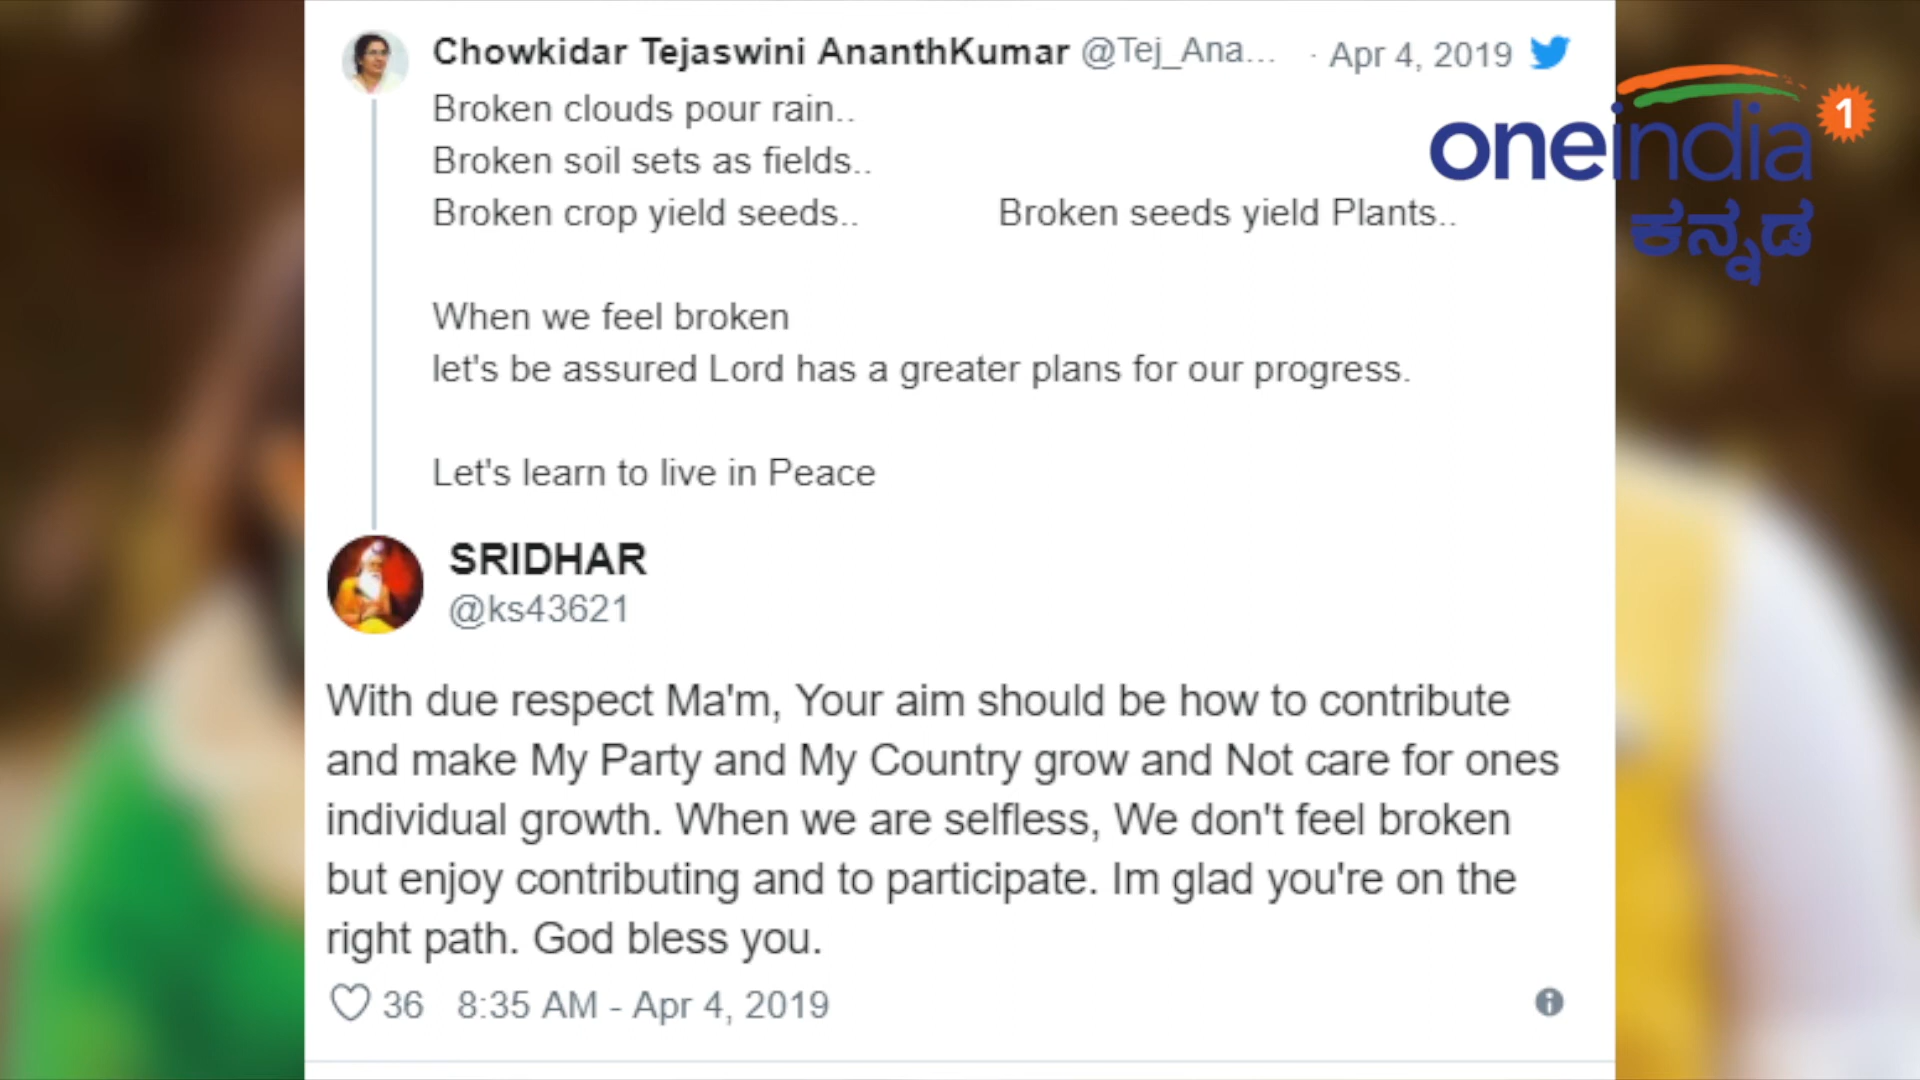 Chowkidar Tejaswini AnanthKumar @Tej_Ana... · Apr 4, 2019
Broken clouds pour rain..
Broken soil sets as fields..
Broken crop yield seeds.. Broken seeds yield Plants..
When we feel broken
let's be assured Lord has a greater plans for our progress.
Let's learn to live in Peace
SRIDHAR
@ks43621
With due respect Ma'm, Your aim should be how to contribute
and make My Party and My Country grow and Not care for ones
individual growth. When we are selfless, We don't feel broken
but enjoy contributing and to participate. Im glad you're on the
right path. God bless you.
36 8:35 AM - Apr 4, 2019
oneindia 1
ಕನ್ನಡ